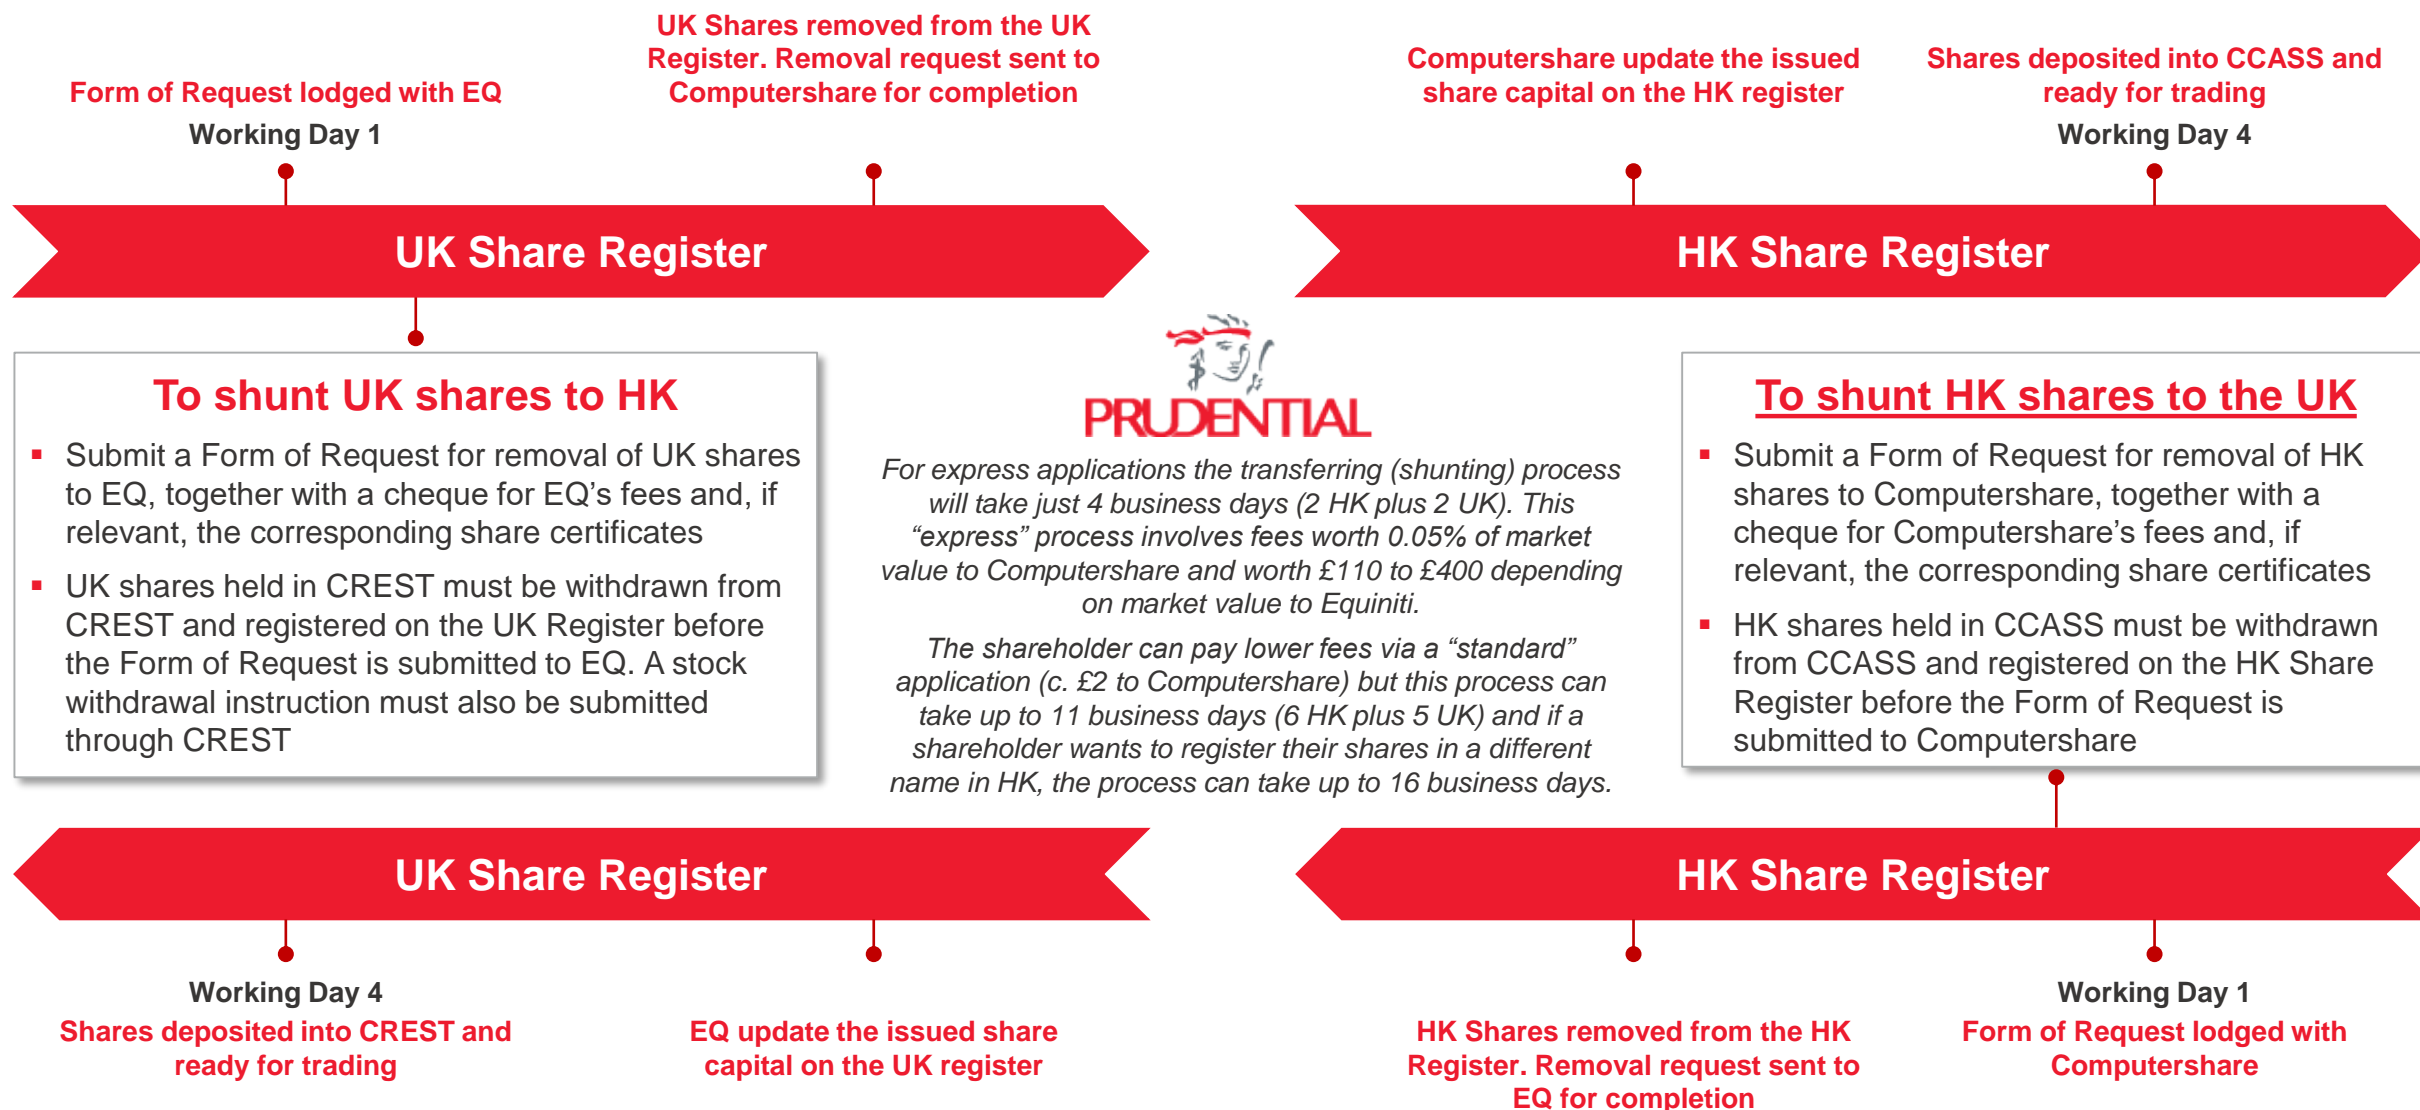 Form of Request lodged with EQ
Working Day 1
UK Shares removed from the UK
Register. Removal request sent to
Computershare for completion
Computershare update the issued
share capital on the HK register
Shares deposited into CCASS and
ready for trading
Working Day 4
UK Share Register
HK Share Register
To shunt UK shares to HK
▪ Submit a Form of Request for removal of UK shares
to EQ, together with a cheque for EQ’s fees and, if
relevant, the corresponding share certificates
▪ UK shares held in CREST must be withdrawn from
CREST and registered on the UK Register before
the Form of Request is submitted to EQ. A stock
withdrawal instruction must also be submitted
through CREST
PRUDENTIAL
For express applications the transferring (shunting) process
will take just 4 business days (2 HK plus 2 UK). This
“express” process involves fees worth 0.05% of market
value to Computershare and worth £110 to £400 depending
on market value to Equiniti.
The shareholder can pay lower fees via a “standard”
application (c. £2 to Computershare) but this process can
take up to 11 business days (6 HK plus 5 UK) and if a
shareholder wants to register their shares in a different
name in HK, the process can take up to 16 business days.
To shunt HK shares to the UK
▪ Submit a Form of Request for removal of HK
shares to Computershare, together with a
cheque for Computershare’s fees and, if
relevant, the corresponding share certificates
▪ HK shares held in CCASS must be withdrawn
from CCASS and registered on the HK Share
Register before the Form of Request is
submitted to Computershare
UK Share Register
HK Share Register
Working Day 4
Shares deposited into CREST and
ready for trading
EQ update the issued share
capital on the UK register
HK Shares removed from the HK
Register. Removal request sent to
EQ for completion
Working Day 1
Form of Request lodged with
Computershare